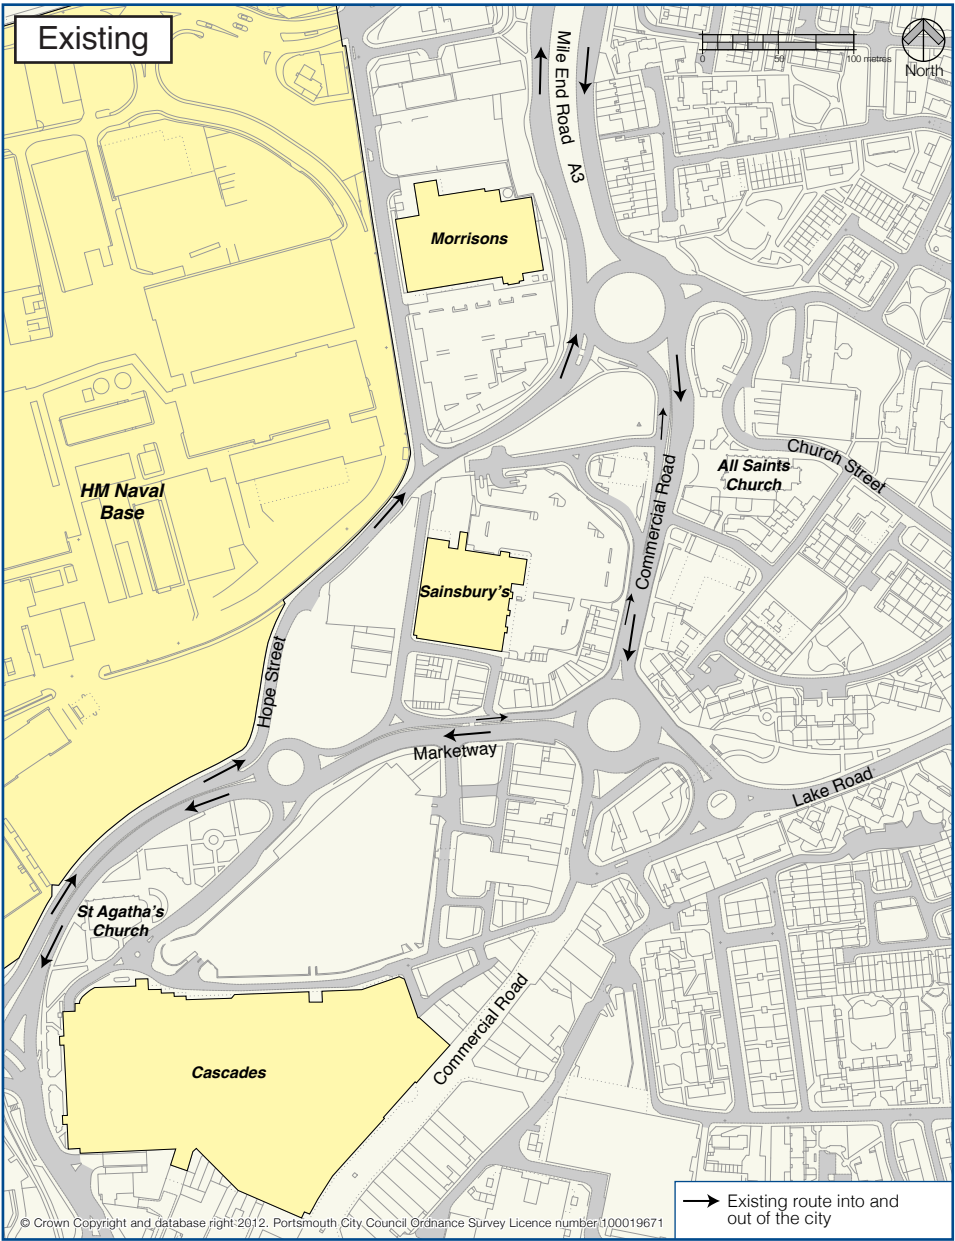 Existing
Mile End Road A3
0 50 100 metres
North
Morrisons
HM Naval
Base
All Saints
Church
Church Street
Commercial Road
Sainsbury's
Hope Street
Marketway
Lake Road
St Agatha's
Church
Commercial Road
Cascades
Existing route into and
out of the city
© Crown Copyright and database right 2012. Portsmouth City Council Ordnance Survey Licence number 100019671